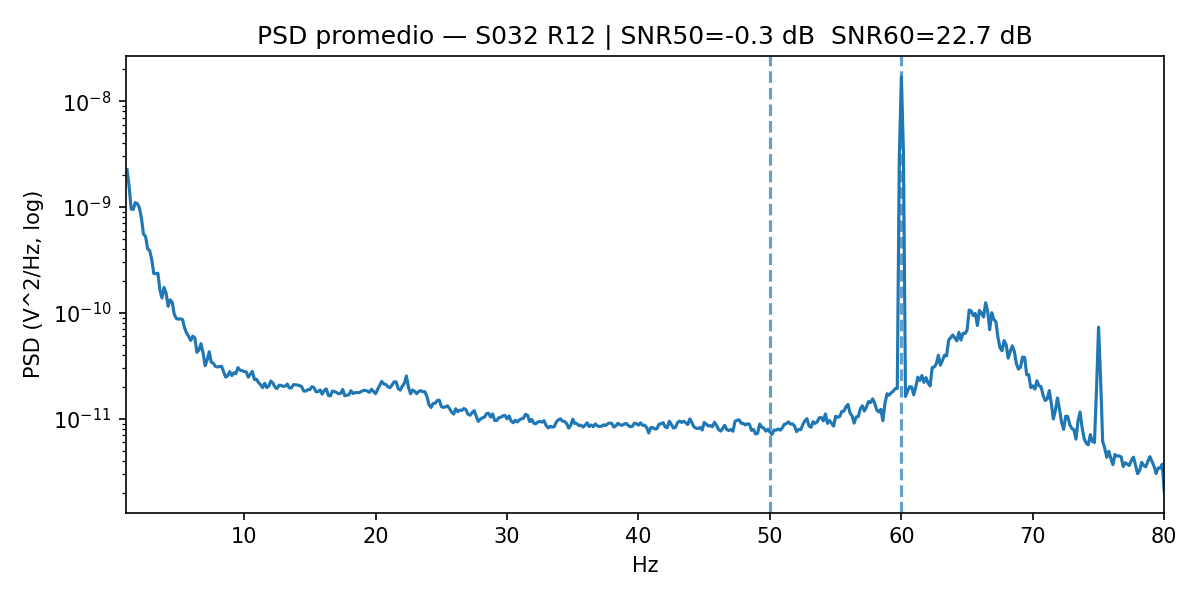 PSD promedio — S032 R12 | SNR50=-0.3 dB  SNR60=22.7 dB
PSD (V^2/Hz, log)
10⁻⁸
10⁻⁹
10⁻¹⁰
10⁻¹¹
10 20 30 40 50 60 70 80
Hz